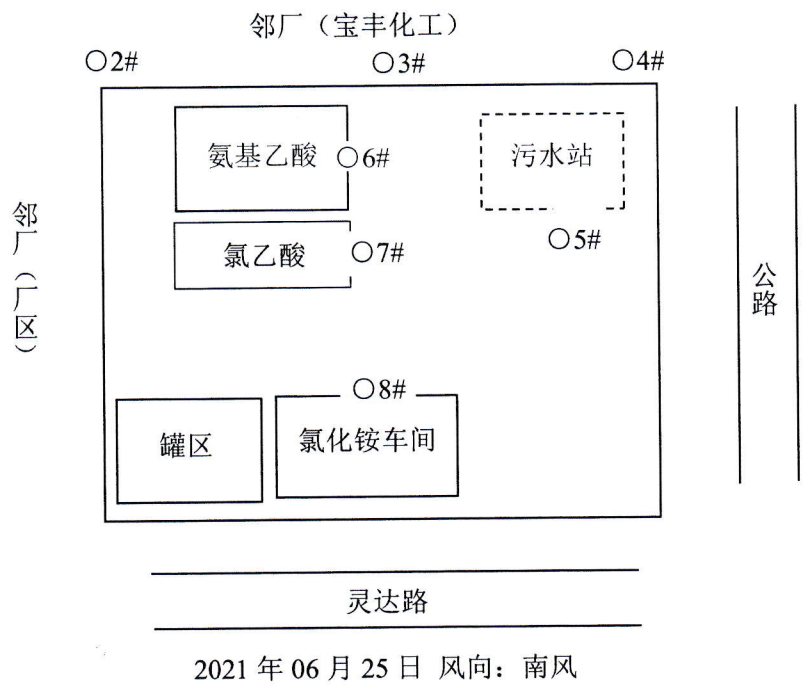 邻厂（宝丰化工）
○2# ○3# ○4#
氨基乙酸 ○6# 污水站
邻厂（厂区）
氯乙酸 ○7# ○5#
公路
○8#
罐区 氯化铵车间
灵达路
2021 年 06 月 25 日 风向：南风